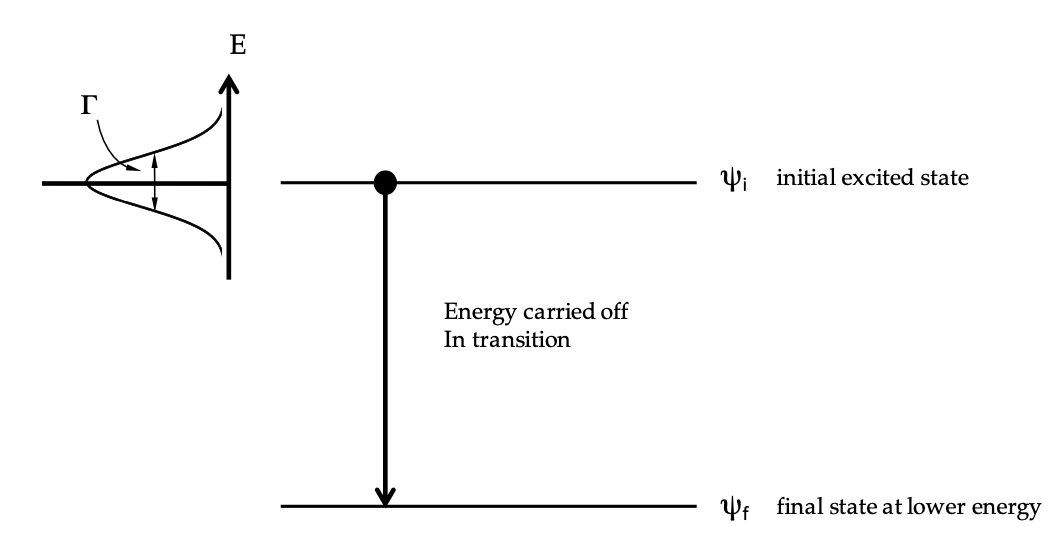 E
Γ
ψi initial excited state
Energy carried off
In transition
ψf final state at lower energy